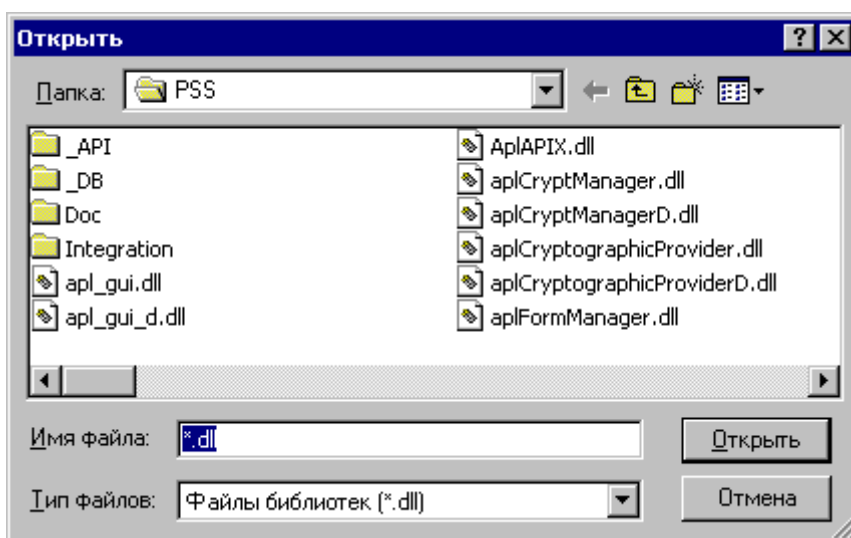 Открыть
Папка: PSS
_API
_DB
Doc
Integration
apl_gui.dll
apl_gui_d.dll
AplAPIX.dll
aplCryptManager.dll
aplCryptManagerD.dll
aplCryptographicProvider.dll
aplCryptographicProviderD.dll
aplFormManager.dll
Имя файла: *.dll
Открыть
Тип файлов: Файлы библиотек (*.dll)
Отмена